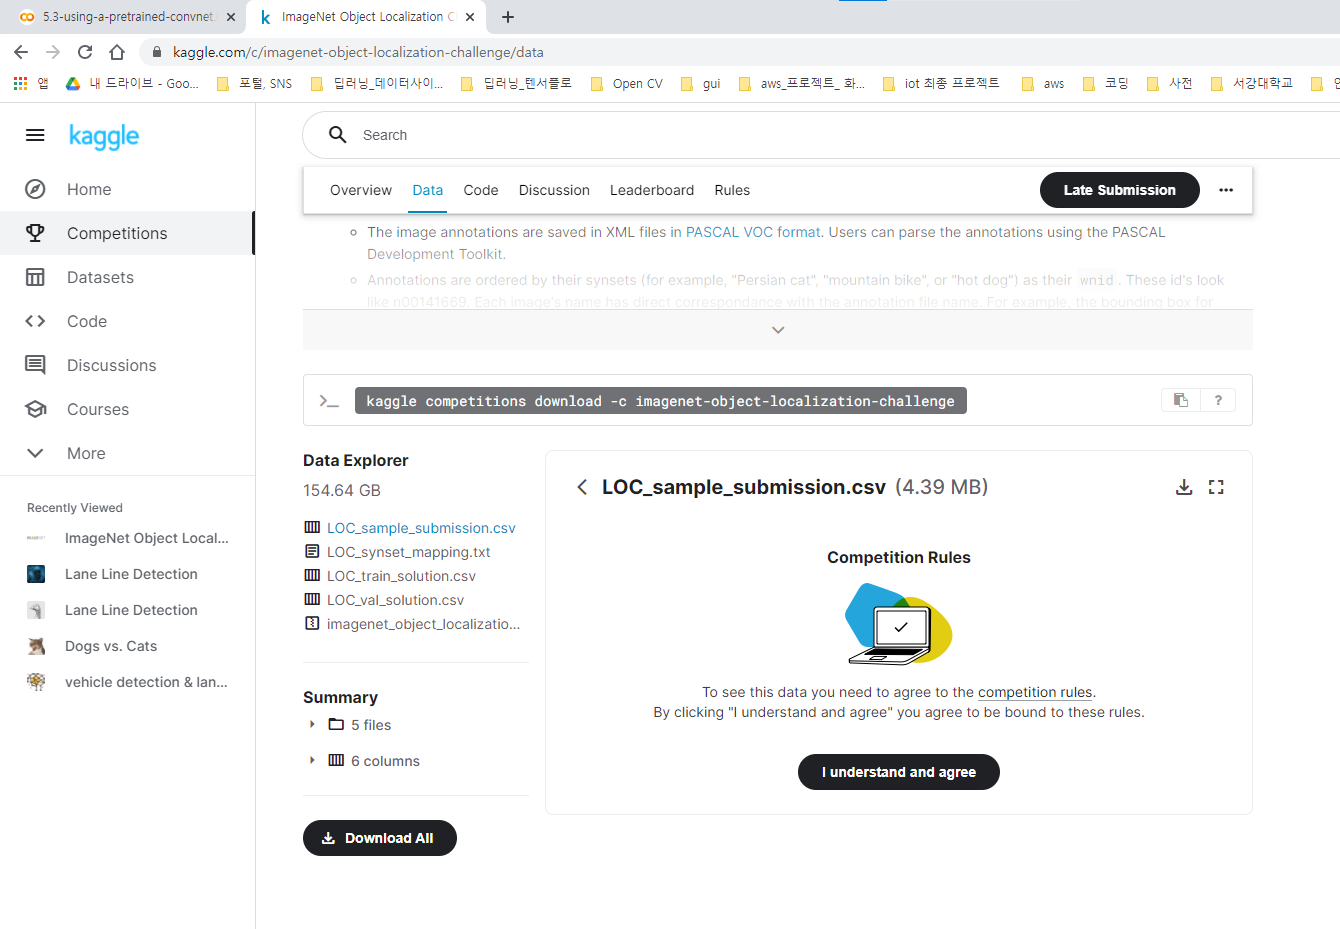 5.3-using-a-pretrained-convnet.
ImageNet Object Localization C
kaggle.com/c/imagenet-object-localization-challenge/data
앱
내 드라이브 - Goo...
포털, SNS
딥러닝_데이터사이...
딥러닝_텐서플로
Open CV
gui
aws_프로젝트_ 화...
iot 최종 프로젝트
aws
코딩
사전
서강대학교
kaggle
Search
Home
Competitions
Datasets
Code
Discussions
Courses
More
Recently Viewed
ImageNet Object Local...
Lane Line Detection
Lane Line Detection
Dogs vs. Cats
vehicle detection & lan...
Overview Data Code Discussion Leaderboard Rules
Late Submission
The image annotations are saved in XML files in PASCAL VOC format. Users can parse the annotations using the PASCAL
Development Toolkit.
Annotations are ordered by their synsets (for example, "Persian cat", "mountain bike", or "hot dog") as their wnid. These id's look
like n00141669. Each image's name has direct correspondance with the annotation file name. For example, the bounding box for
>_ kaggle competitions download -c imagenet-object-localization-challenge
?
Data Explorer
154.64 GB
LOC_sample_submission.csv
LOC_synset_mapping.txt
LOC_train_solution.csv
LOC_val_solution.csv
imagenet_object_localizatio...
Summary
5 files
6 columns
Download All
LOC_sample_submission.csv (4.39 MB)
Competition Rules
To see this data you need to agree to the competition rules.
By clicking "I understand and agree" you agree to be bound to these rules.
I understand and agree